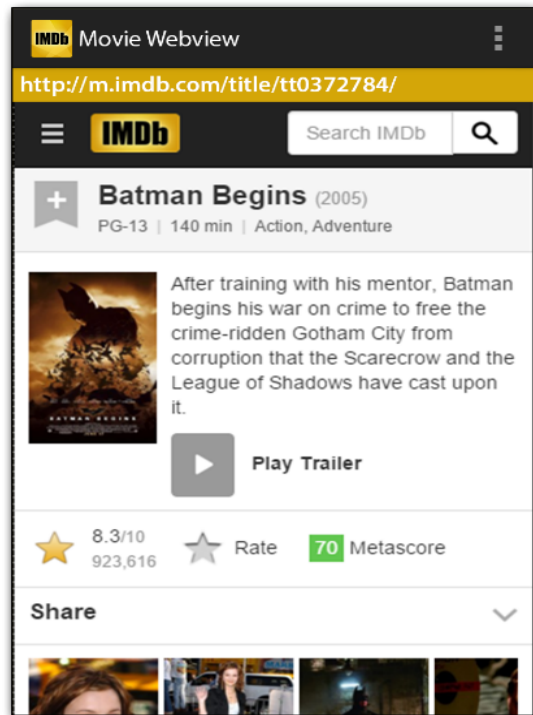 IMDb Movie Webview
http://m.imdb.com/title/tt0372784/
IMDb Search IMDb
+ Batman Begins (2005)
PG-13 | 140 min | Action, Adventure
After training with his mentor, Batman
begins his war on crime to free the
crime-ridden Gotham City from
corruption that the Scarecrow and the
League of Shadows have cast upon
it.
BATMAN BEGINS
Play Trailer
8.3/10
923,616
Rate
70 Metascore
Share